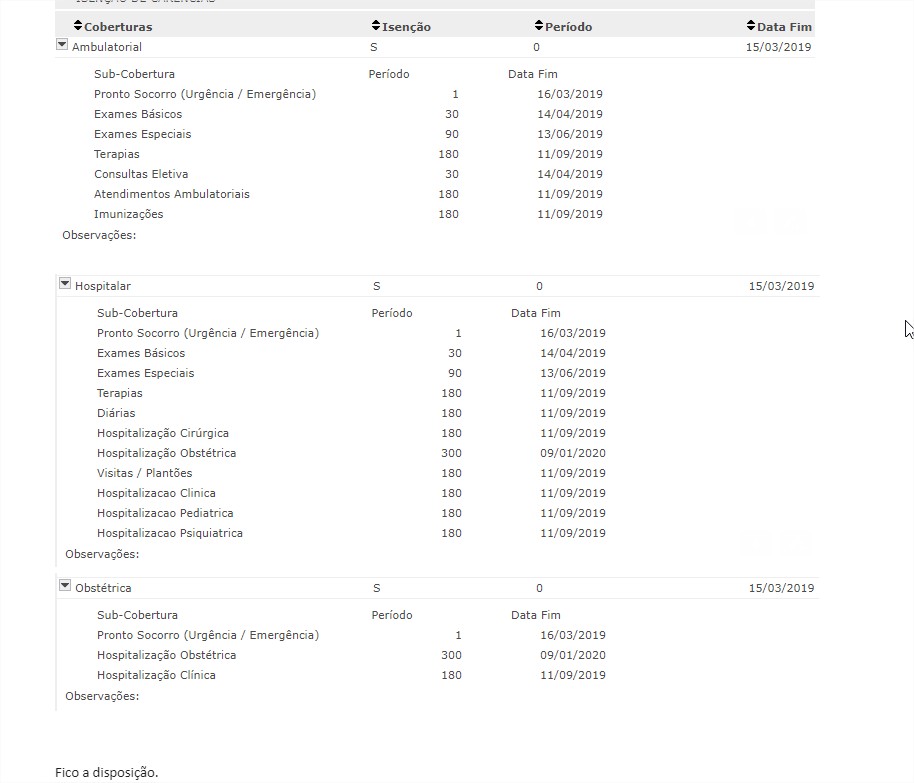 ISENÇÃO DE CARÊNCIAS
Coberturas Isenção Período Data Fim
Ambulatorial S 0 15/03/2019
Sub-Cobertura Período Data Fim
Pronto Socorro (Urgência / Emergência) 1 16/03/2019
Exames Básicos 30 14/04/2019
Exames Especiais 90 13/06/2019
Terapias 180 11/09/2019
Consultas Eletiva 30 14/04/2019
Atendimentos Ambulatoriais 180 11/09/2019
Imunizações 180 11/09/2019
Observações:
Hospitalar S 0 15/03/2019
Sub-Cobertura Período Data Fim
Pronto Socorro (Urgência / Emergência) 1 16/03/2019
Exames Básicos 30 14/04/2019
Exames Especiais 90 13/06/2019
Terapias 180 11/09/2019
Diárias 180 11/09/2019
Hospitalização Cirúrgica 180 11/09/2019
Hospitalização Obstétrica 300 09/01/2020
Visitas / Plantões 180 11/09/2019
Hospitalizacao Clinica 180 11/09/2019
Hospitalizacao Pediatrica 180 11/09/2019
Hospitalizacao Psiquiatrica 180 11/09/2019
Observações:
Obstétrica S 0 15/03/2019
Sub-Cobertura Período Data Fim
Pronto Socorro (Urgência / Emergência) 1 16/03/2019
Hospitalização Obstétrica 300 09/01/2020
Hospitalização Clínica 180 11/09/2019
Observações:
Fico a disposição.